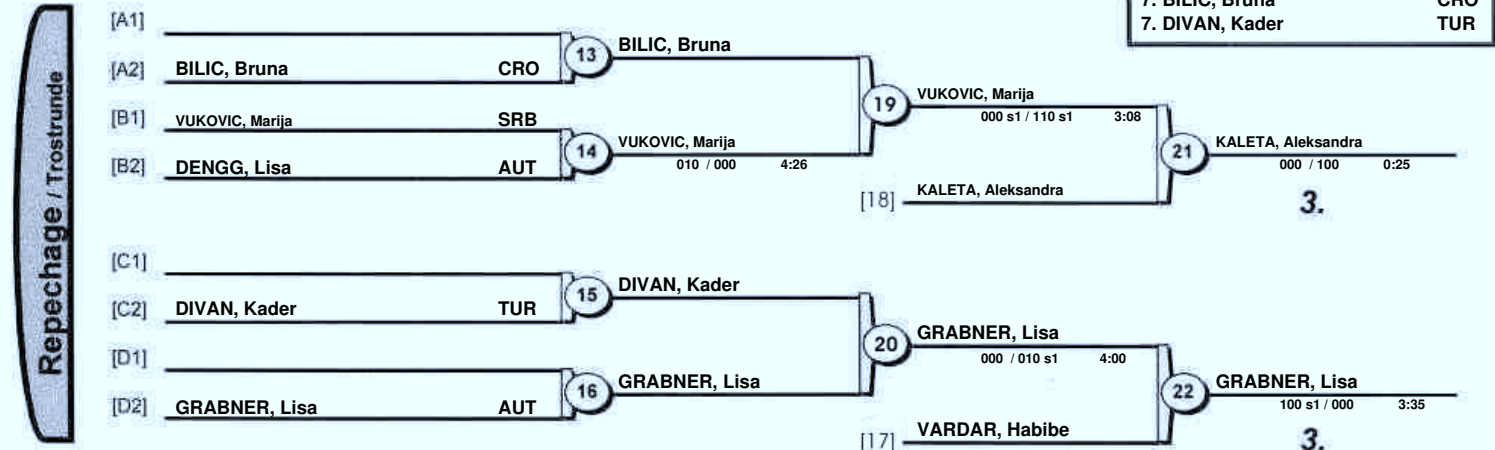 7. BILIC, Bruna CRO
7. DIVAN, Kader TUR
Repechage / Trostrunde
[A1]
[A2] BILIC, Bruna CRO
13 BILIC, Bruna
[B1] VUKOVIC, Marija SRB
[B2] DENGG, Lisa AUT
14 VUKOVIC, Marija
010 / 000 4:26
19 VUKOVIC, Marija
000 s1 / 110 s1 3:08
[18] KALETA, Aleksandra
21 KALETA, Aleksandra
000 / 100 0:25
3.
[C1]
[C2] DIVAN, Kader TUR
15 DIVAN, Kader
[D1]
[D2] GRABNER, Lisa AUT
16 GRABNER, Lisa
20 GRABNER, Lisa
000 / 010 s1 4:00
[17] VARDAR, Habibe
22 GRABNER, Lisa
100 s1 / 000 3:35
3.